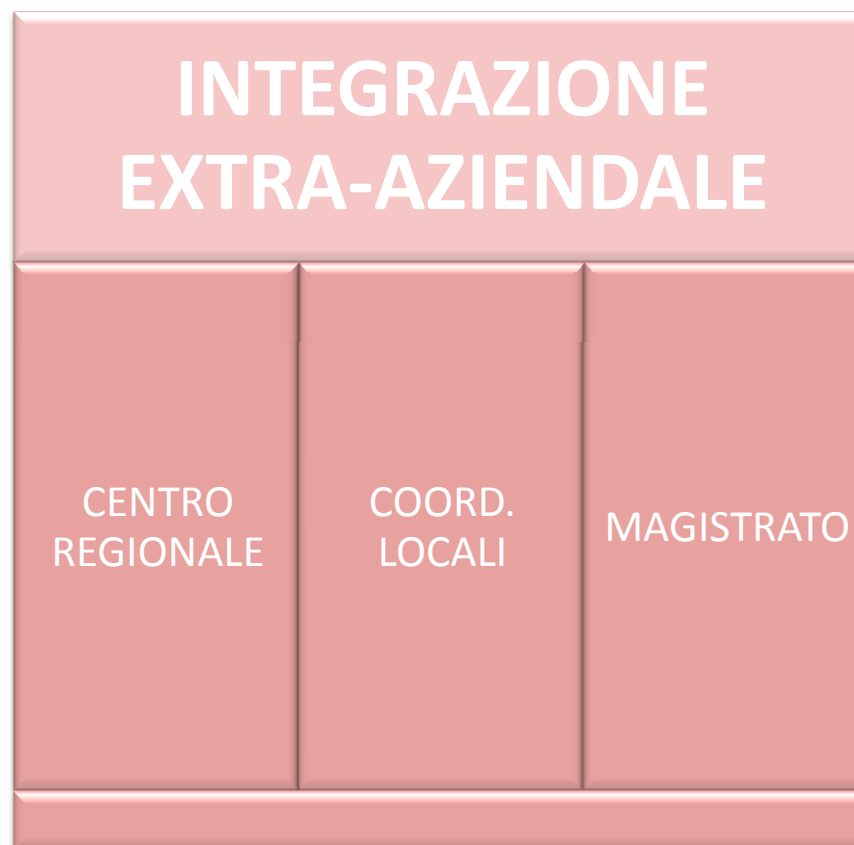 INTEGRAZIONE
EXTRA-AZIENDALE
CENTRO
REGIONALE
COORD.
LOCALI
MAGISTRATO